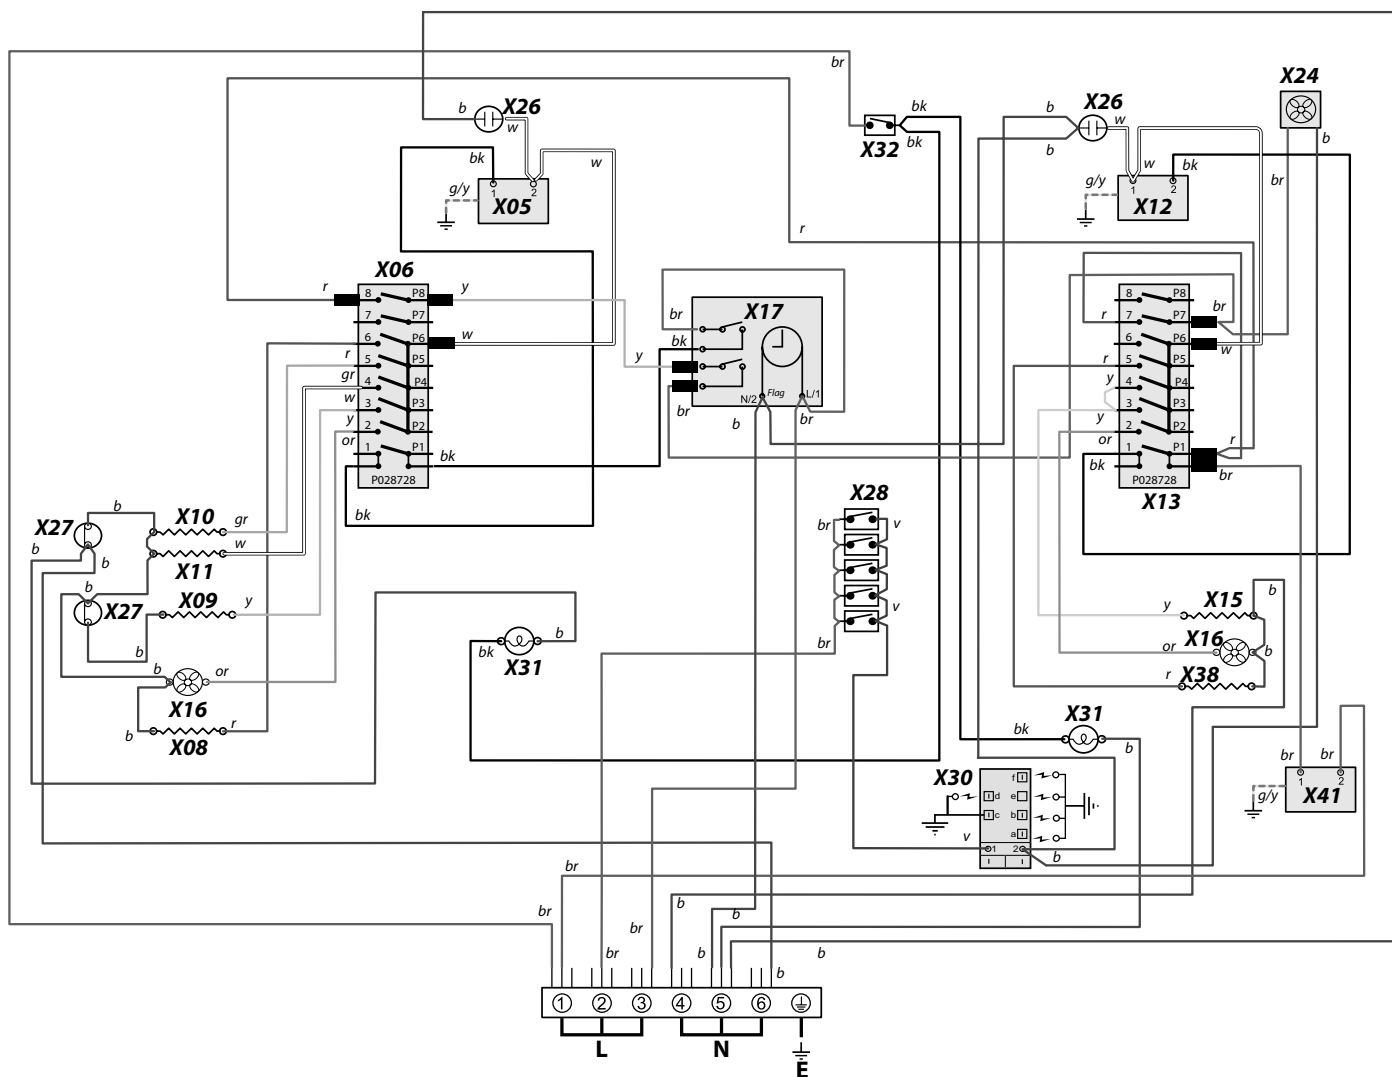 br
X24
b X26
w
X26
b
w
b
bk
bk
X32
b
bk
w
g/y
1 2
X05
w
bk
g/y
1 2
X12
br
r
X06
r
8 P8
y
7 P7
6 P6
w
r
5 P5
gr
4 P4
w
3 P3
y
2 P2
or
1 P1
bk
P028728
bk
X17
br
bk
y
br
N/2 Flag L/1
b
br
8 P8
r
7 P7
br
6 P6
w
r
5 P5
y
4 P4
3 P3
y
2 P2
or
1 P1
r
bk
br
P028728
X13
X28
br
v
v
br
b
X27
X10
gr
b
w
b
X11
b
X27
X09
y
b
b
or
X16
b
r
X08
bk
b
X31
y
X15
b
or
X16
b
r
X38
X31
bk
b
X30
f
d e
c b
a
v
1 2
b
br br
1 2
X41
g/y
br
br
br
br
b
b
b
b
b
1 2 3 4 5 6
L N E